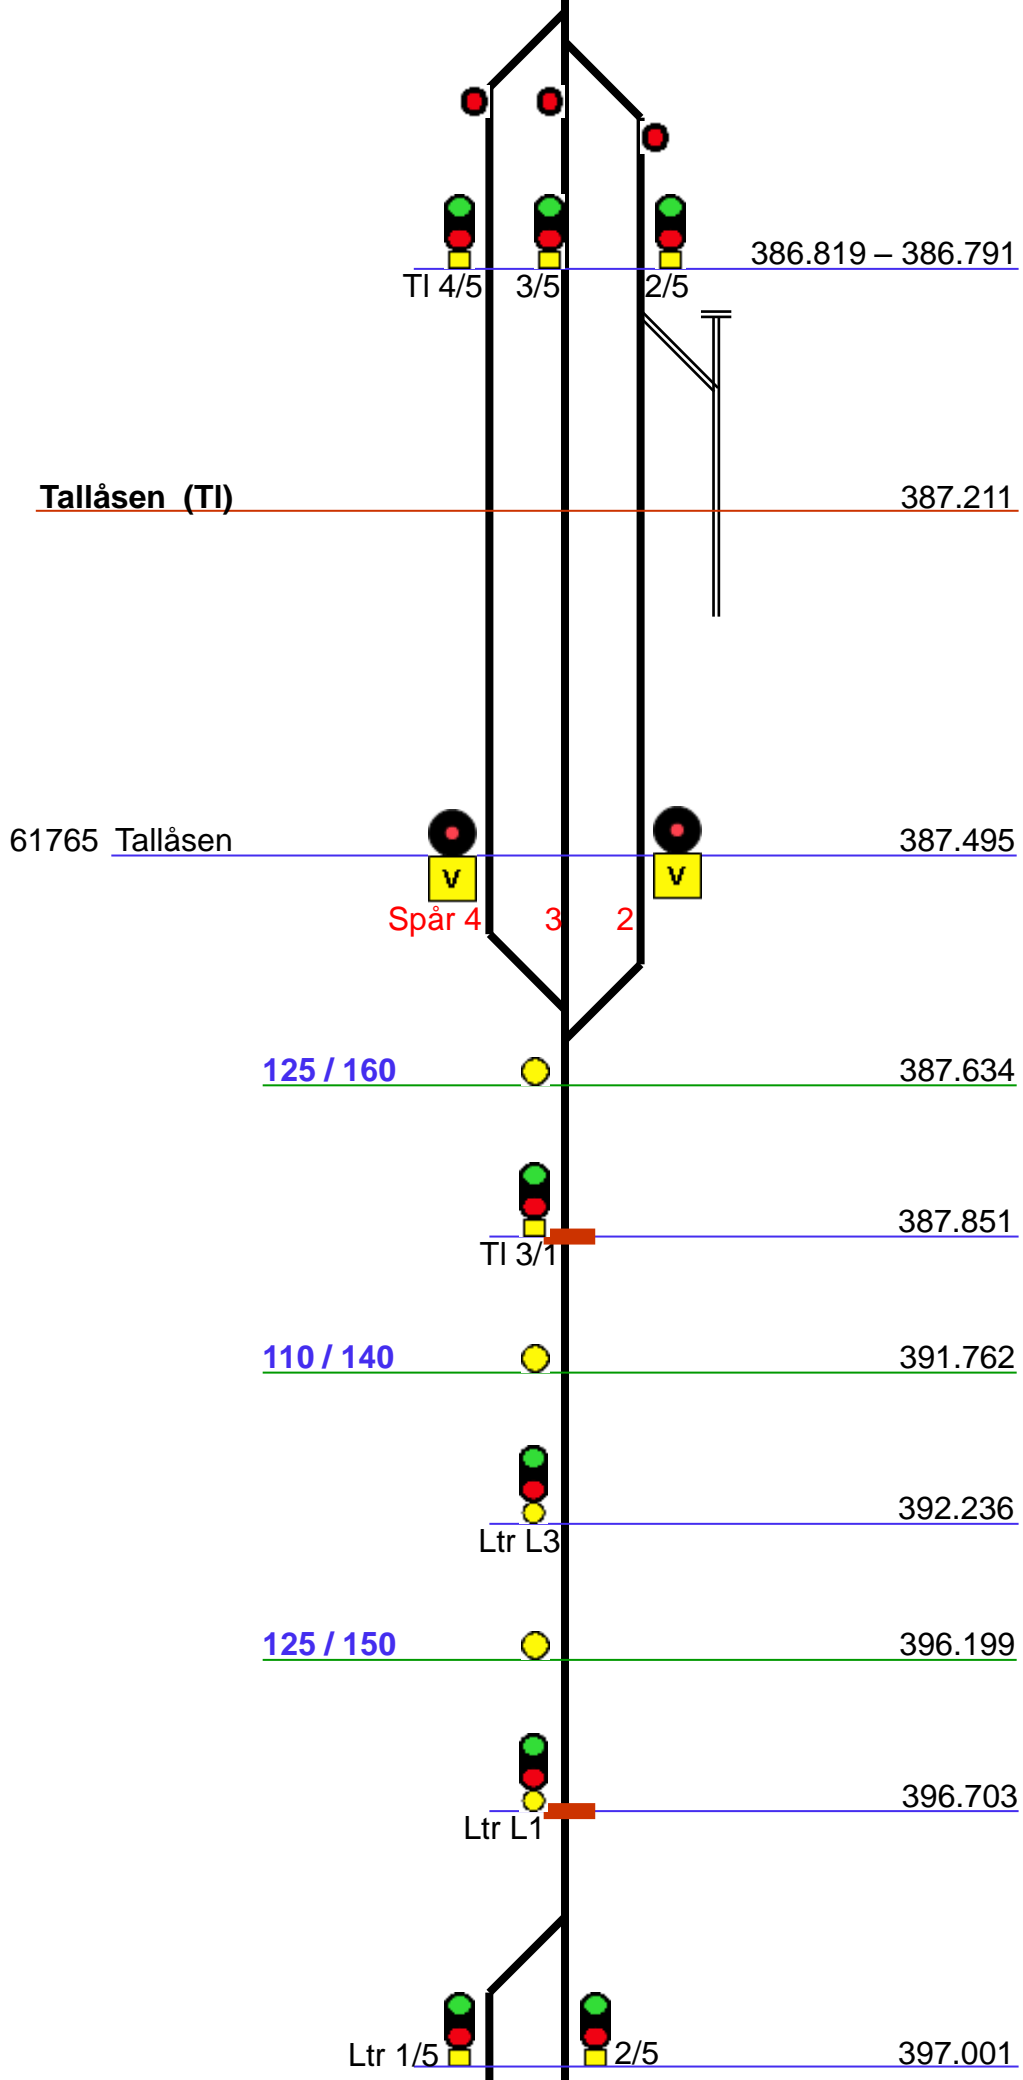 386.819 – 386.791
Tl 4/5 3/5 2/5
Tallåsen (Tl) 387.211
61765 Tallåsen 387.495
V V
Spår 4 3 2
125 / 160 387.634
387.851
Tl 3/1
110 / 140 391.762
392.236
Ltr L3
125 / 150 396.199
396.703
Ltr L1
Ltr 1/5 2/5 397.001